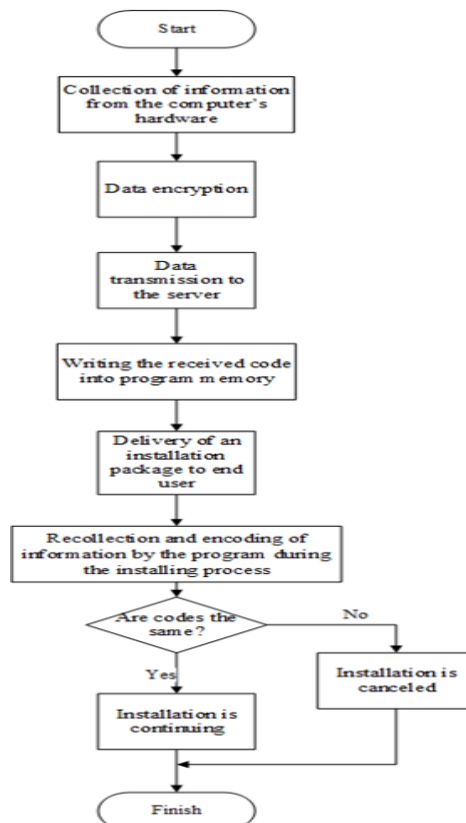 Start
Collection of information
from the computer's
hardware
Data encryption
Data
transmission to
the server
Writing the received code
into program memory
Delivery of an
installation
package to end
user
Recollection and encoding of
information by the program during
the installing process
Are codes the
same?
No
Yes
Installation is
canceled
Installation is
continuing
Finish